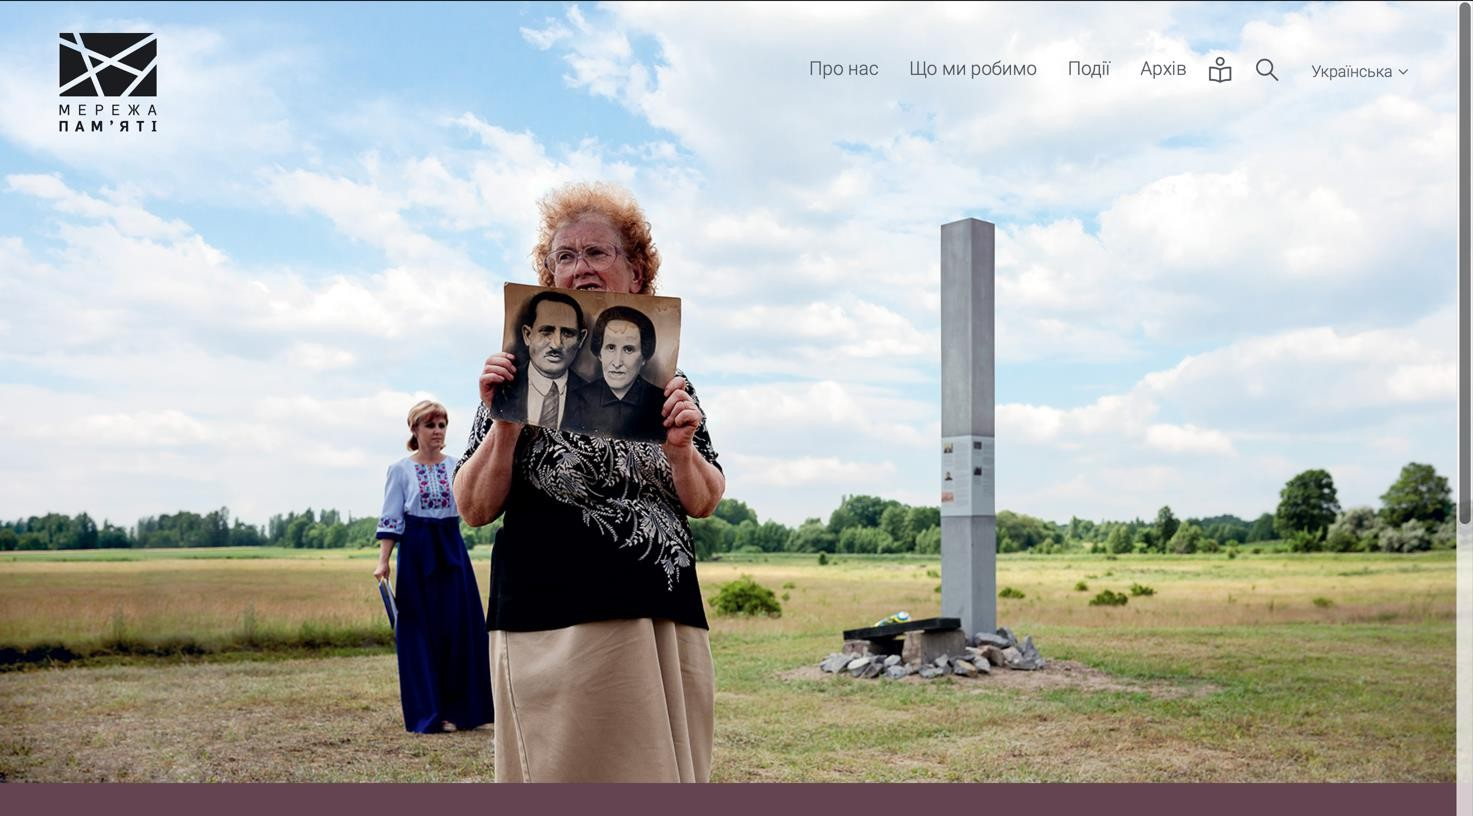 МЕРЕЖА
ПАМ'ЯТІ
Про нас
Що ми робимо
Події
Архів
Українська